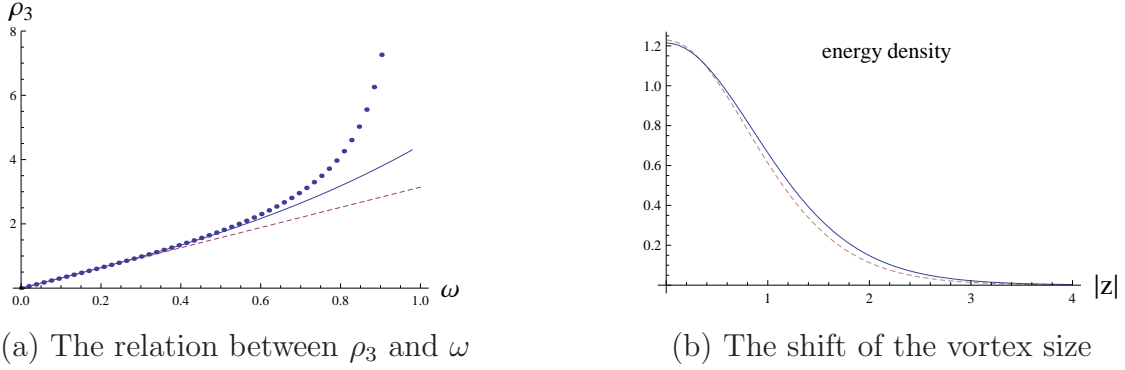 ρ₃
8
6
4
2
0.0 0.2 0.4 0.6 0.8 1.0 ω
(a) The relation between ρ₃ and ω
energy density
1.2
1.0
0.8
0.6
0.4
0.2
1 2 3 4 |z|
(b) The shift of the vortex size